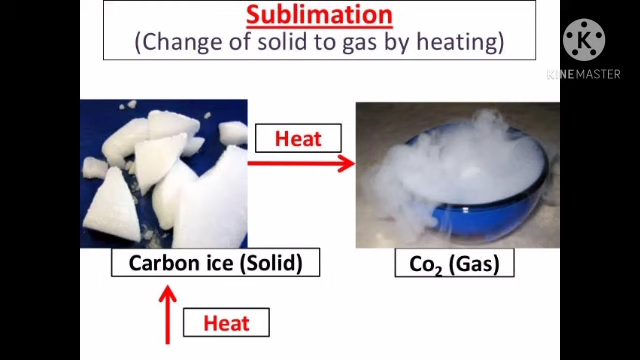 Sublimation
(Change of solid to gas by heating)
KINEMASTER
Heat
Carbon ice (Solid)
Co₂ (Gas)
Heat